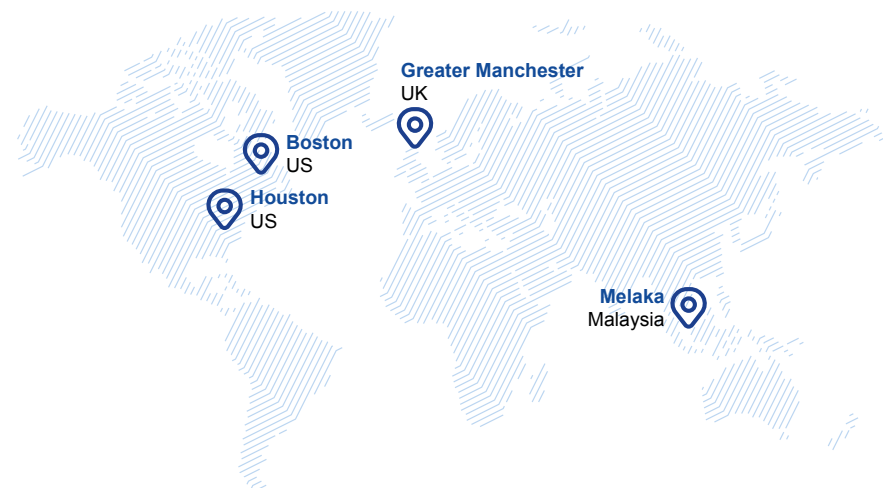 Greater Manchester
UK
Boston
US
Houston
US
Melaka
Malaysia